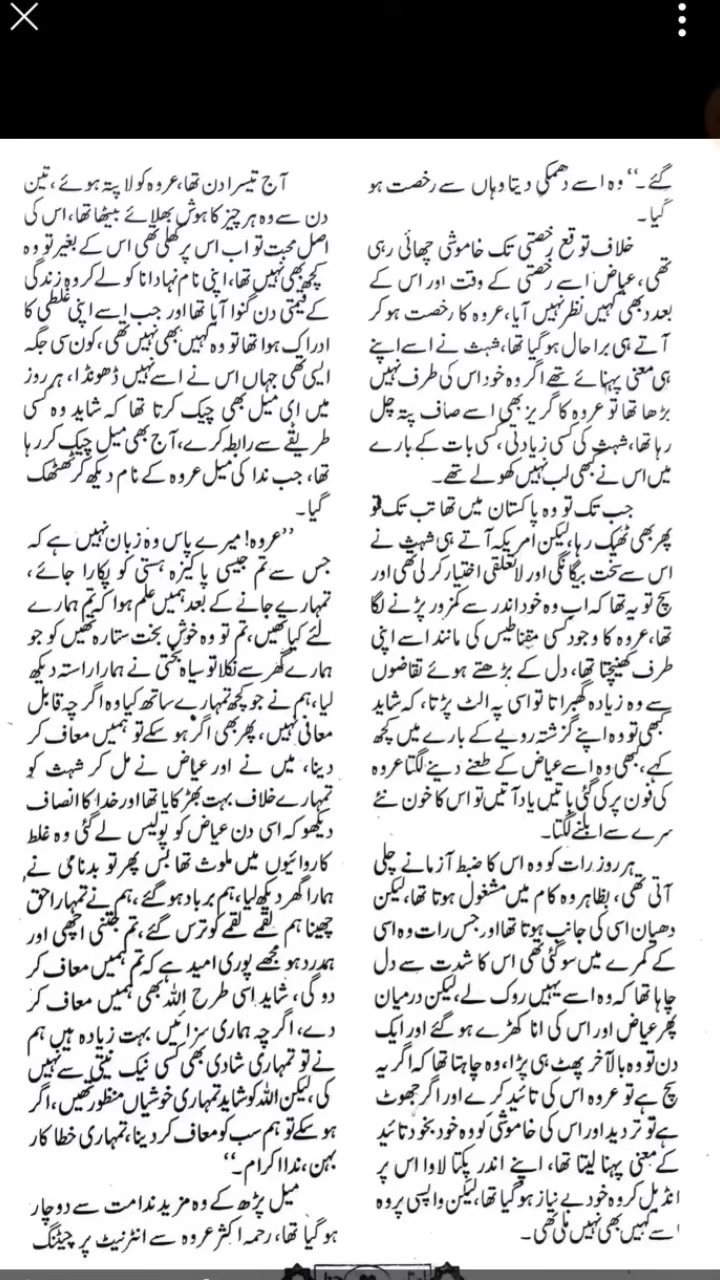 گئے۔‘‘ وہ اسے دھمکی دیتا وہاں سے رخصت ہو
گیا۔
خلاف توقع رخصتی تک خاموشی چھائی رہی
تھی، عیاض اسے رخصتی کے وقت اور اس کے
بعد دبھی کہیں نظر نہیں آیا، عروہ کا رخصت ہو کر
آتے ہی برا حال ہو گیا تھا، شہث نے اسے اپنے
ہی معنی پہنائے تھے اگر وہ خود اس کی طرف نہیں
بڑھا تھا تو عروہ کا گریز بھی اسے صاف پتہ چل
رہا تھا، شہث کی کسی زیادتی، کسی بات کے بارے
میں اس نے کبھی لب نہیں کھولے تھے۔
جب تک تو وہ پاکستان میں تھا تب تک تو
پھر بھی ٹھیک رہا، لیکن امریکہ آتے ہی شہث نے
اس سے سخت بیگانگی اور لاتعلقی اختیار کر لی تھی اور
سچ تو یہ تھا کہ اب وہ خود اندر سے کمزور پڑنے لگا
تھا، عروہ کا وجود کسی مقناطیس کی مانند اسے اپنی
طرف کھینچتا تھا، دل کے بڑھتے ہوئے تقاضوں
سے وہ زیادہ گھبراتا تو اسی پہ الٹ پڑتا، کہ شاید
کبھی تو وہ اپنے گزشتہ رویے کے بارے میں کچھ
کہے، کبھی وہ اسے عیاض کے طعنے دینے لگتا عروہ
کی فون پر کی گئی باتیں یاد آتیں تو اس کا خون نئے
سرے سے ابلنے لگتا۔
ہر روز رات کو وہ اس کا ضبط آزمانے چلی
آتی تھی، بظاہر وہ کام میں مشغول ہوتا تھا، لیکن
دھیان اسی کی جانب ہوتا تھا اور جس رات وہ اسی
کے کمرے میں سو گئی تھی اس کا شدت سے دل
چاہا تھا کہ وہ اسے یہیں روک لے، لیکن درمیان
پھر عیاض اور اس کی انا کھڑے ہو گئے اور ایک
دن تو وہ بالآخر پھٹ ہی پڑا، وہ چاہتا تھا کہ اگر یہ
سچ ہے تو عروہ اس کی تائید کرے اور اگر جھوٹ
ہے تو تردید اور اس کی خاموشی کو وہ خود بخود تائید
کے معنی پہنا لیتا تھا، اپنے اندر پکتا لاوا اس پر
انڈیل کر وہ خود بے نیاز ہو گیا تھا، لیکن واپسی پر وہ
اسے کہیں بھی نہیں ملی تھی۔
آج تیسرا دن تھا، عروہ کو لا پتہ ہوئے، تین
دن سے وہ ہر چیز کا ہوش بھلائے بیٹھا تھا، اس کی
اصل محبت تو اب اس پر کھلی تھی اس کے بغیر تو وہ
کچھ بھی نہیں تھا، اپنی نام نہاد انا کو لے کر وہ زندگی
کے قیمتی دن گنوا آیا تھا اور جب اسے اپنی غلطی کا
ادراک ہوا تھا تو وہ کہیں بھی نہیں تھی، کون سی جگہ
ایسی تھی جہاں اس نے اسے نہیں ڈھونڈا، ہر روز
میں ای میل بھی چیک کرتا تھا کہ شاید وہ کسی
طریقے سے رابطہ کرے، آج بھی میل چیک کر رہا
تھا، جب ندا کی میل عروہ کے نام دیکھ کر ٹھٹھک
گیا۔
’’عروہ! میرے پاس وہ زبان نہیں ہے کہ
جس سے تم جیسی پاکیزہ ہستی کو پکارا جائے،
تمہارے جانے کے بعد ہمیں علم ہوا کہ تم ہمارے
لئے کیا تھیں، تم تو وہ خوش بخت ستارہ تھیں کو جو
ہمارے گھر سے نکلا تو سیاہ بختی نے ہمارا راستہ دیکھ
لیا، ہم نے جو کچھ تمہارے ساتھ کیا وہ اگرچہ قابل
معافی نہیں، پھر بھی اگر ہو سکے تو ہمیں معاف کر
دینا، میں نے اور عیاض نے مل کر شہث کو
تمہارے خلاف بہت بھڑکایا تھا اور خدا کا انصاف
دیکھو کہ اسی دن عیاض کو پولیس لے گئی وہ غلط
کاروائیوں میں ملوث تھا بس پھر تو بدنامی نے
ہمارا گھر دیکھ لیا، ہم برباد ہو گئے، ہم نے تمہارا حق
چھینا ہم لقمے لقمے کو ترس گئے، تم جتنی اچھی اور
ہمدرد ہو مجھے پوری امید ہے کہ تم ہمیں معاف کر
دو گی، شاید اسی طرح اللہ بھی ہمیں معاف کر
دے، اگرچہ ہماری سزائیں بہت زیادہ ہیں ہم
نے تو تمہاری شادی بھی کسی نیک نیتی سے نہیں
کی، لیکن اللہ کو شاید تمہاری خوشیاں منظور تھیں، اگر
ہو سکے تو ہم سب کو معاف کر دینا، تمہاری خطا کار
بہن، ندا اکرام۔‘‘
میل پڑھ کے وہ مزید ندامت سے دوچار
ہو گیا تھا، رحمہ اکثر عروہ سے انٹرنیٹ پر چیٹنگ